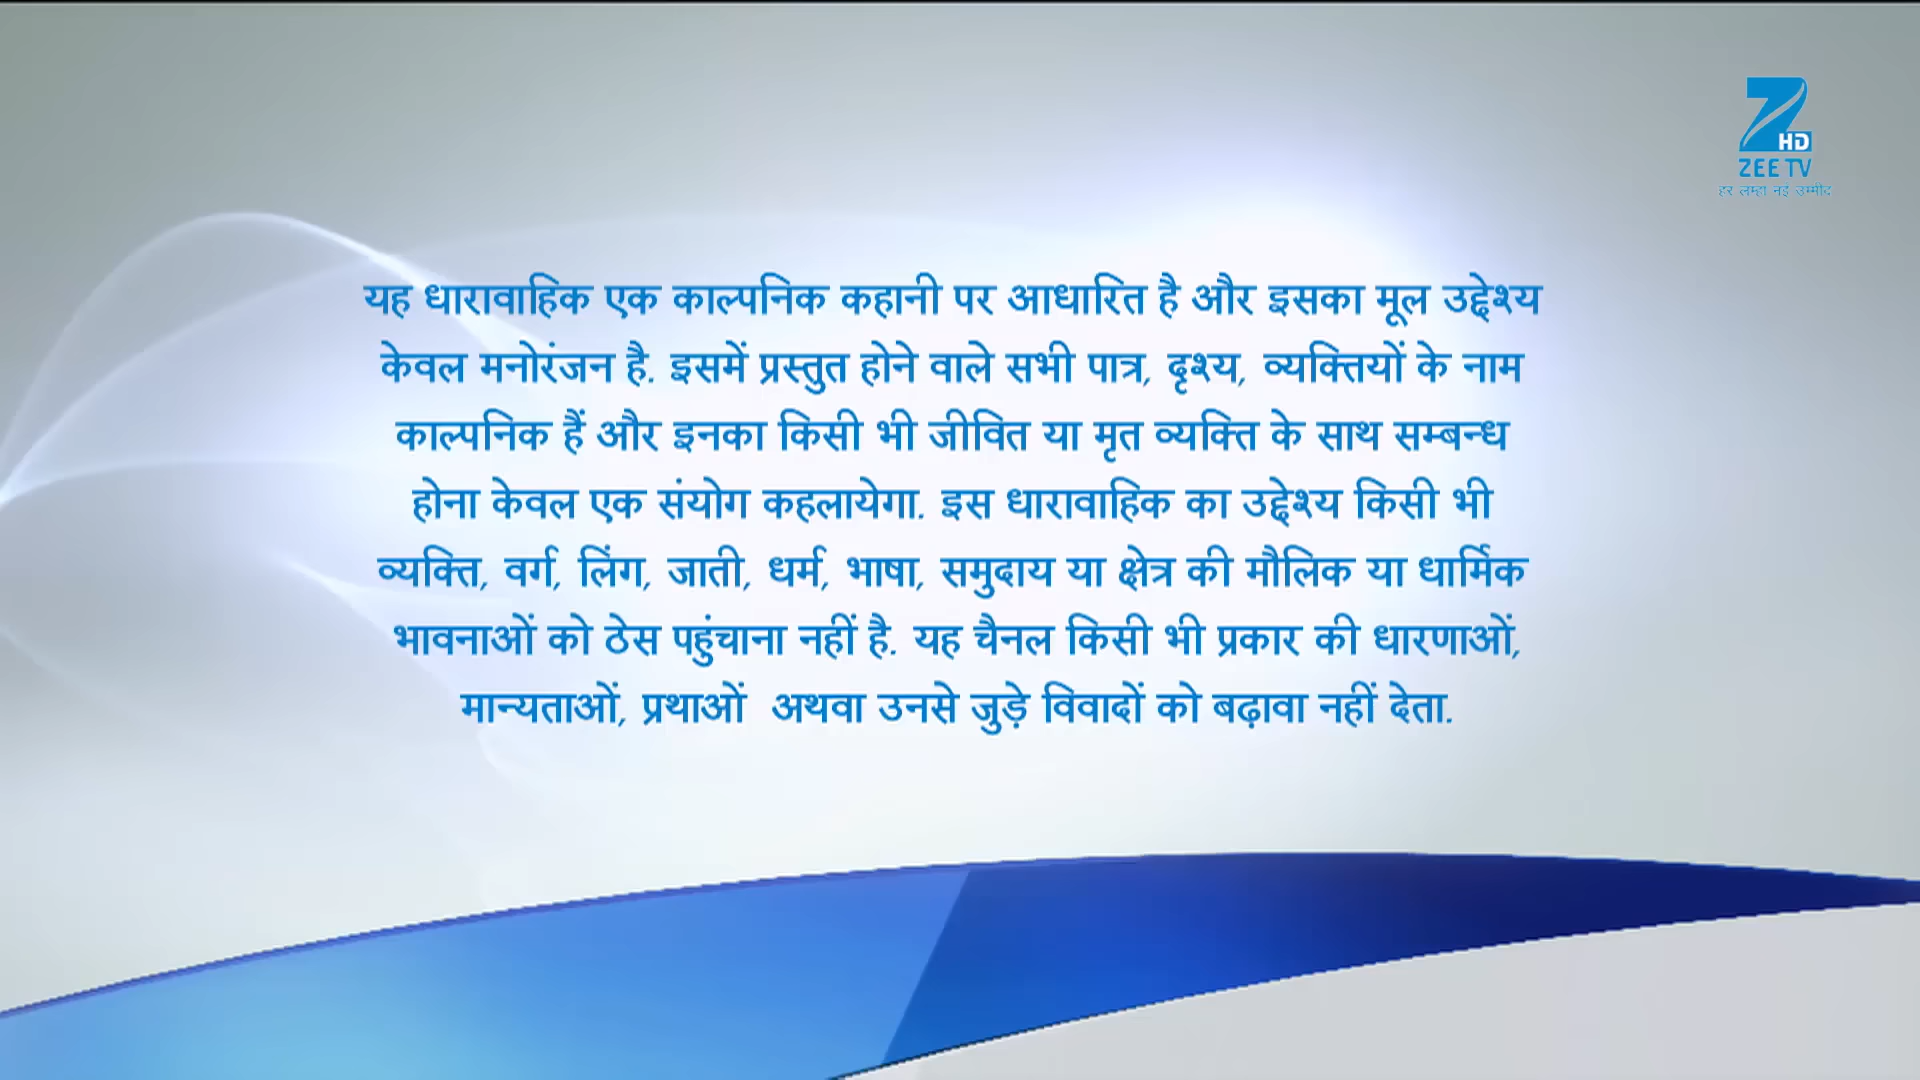 HD
ZEE TV
हर लम्हा नई उम्मीद
यह धारावाहिक एक काल्पनिक कहानी पर आधारित है और इसका मूल उद्देश्य
केवल मनोरंजन है. इसमें प्रस्तुत होने वाले सभी पात्र, दृश्य, व्यक्तियों के नाम
काल्पनिक हैं और इनका किसी भी जीवित या मृत व्यक्ति के साथ सम्बन्ध
होना केवल एक संयोग कहलायेगा. इस धारावाहिक का उद्देश्य किसी भी
व्यक्ति, वर्ग, लिंग, जाती, धर्म, भाषा, समुदाय या क्षेत्र की मौलिक या धार्मिक
भावनाओं को ठेस पहुंचाना नहीं है. यह चैनल किसी भी प्रकार की धारणाओं,
मान्यताओं, प्रथाओं  अथवा उनसे जुड़े विवादों को बढ़ावा नहीं देता.